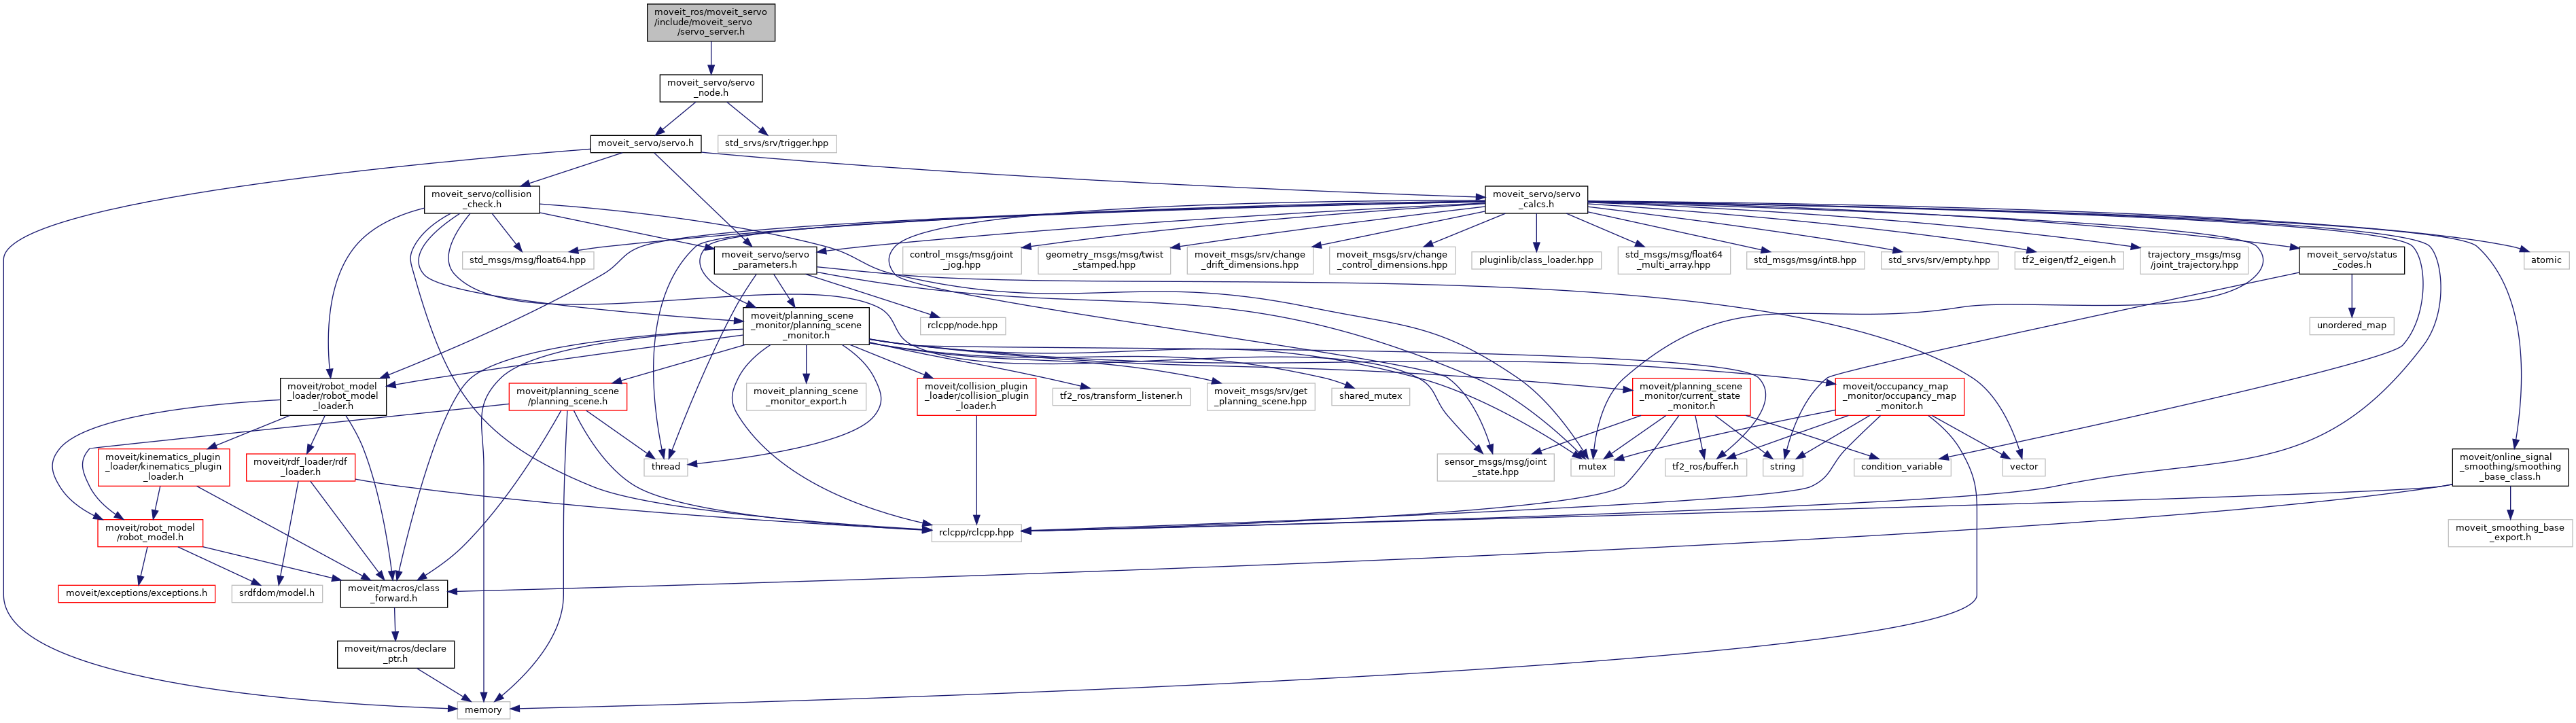 moveit_ros/moveit_servo
/include/moveit_servo
/servo_server.h
moveit_servo/servo
_node.h
moveit_servo/servo.h
std_srvs/srv/trigger.hpp
moveit_servo/collision
_check.h
moveit_servo/servo
_calcs.h
std_msgs/msg/float64.hpp
moveit_servo/servo
_parameters.h
control_msgs/msg/joint
_jog.hpp
geometry_msgs/msg/twist
_stamped.hpp
moveit_msgs/srv/change
_drift_dimensions.hpp
moveit_msgs/srv/change
_control_dimensions.hpp
pluginlib/class_loader.hpp
std_msgs/msg/float64
_multi_array.hpp
std_msgs/msg/int8.hpp
std_srvs/srv/empty.hpp
tf2_eigen/tf2_eigen.h
trajectory_msgs/msg
/joint_trajectory.hpp
moveit_servo/status
_codes.h
atomic
moveit/planning_scene
_monitor/planning_scene
_monitor.h
rclcpp/node.hpp
unordered_map
moveit/robot_model
_loader/robot_model
_loader.h
moveit/planning_scene
/planning_scene.h
moveit_planning_scene
_monitor_export.h
moveit/collision_plugin
_loader/collision_plugin
_loader.h
tf2_ros/transform_listener.h
moveit_msgs/srv/get
_planning_scene.hpp
shared_mutex
moveit/planning_scene
_monitor/current_state
_monitor.h
moveit/occupancy_map
_monitor/occupancy_map
_monitor.h
moveit/kinematics_plugin
_loader/kinematics_plugin
_loader.h
moveit/rdf_loader/rdf
_loader.h
thread
sensor_msgs/msg/joint
_state.hpp
mutex
tf2_ros/buffer.h
string
condition_variable
vector
moveit/online_signal
_smoothing/smoothing
_base_class.h
moveit/robot_model
/robot_model.h
rclcpp/rclcpp.hpp
moveit_smoothing_base
_export.h
moveit/exceptions/exceptions.h
srdfdom/model.h
moveit/macros/class
_forward.h
moveit/macros/declare
_ptr.h
memory